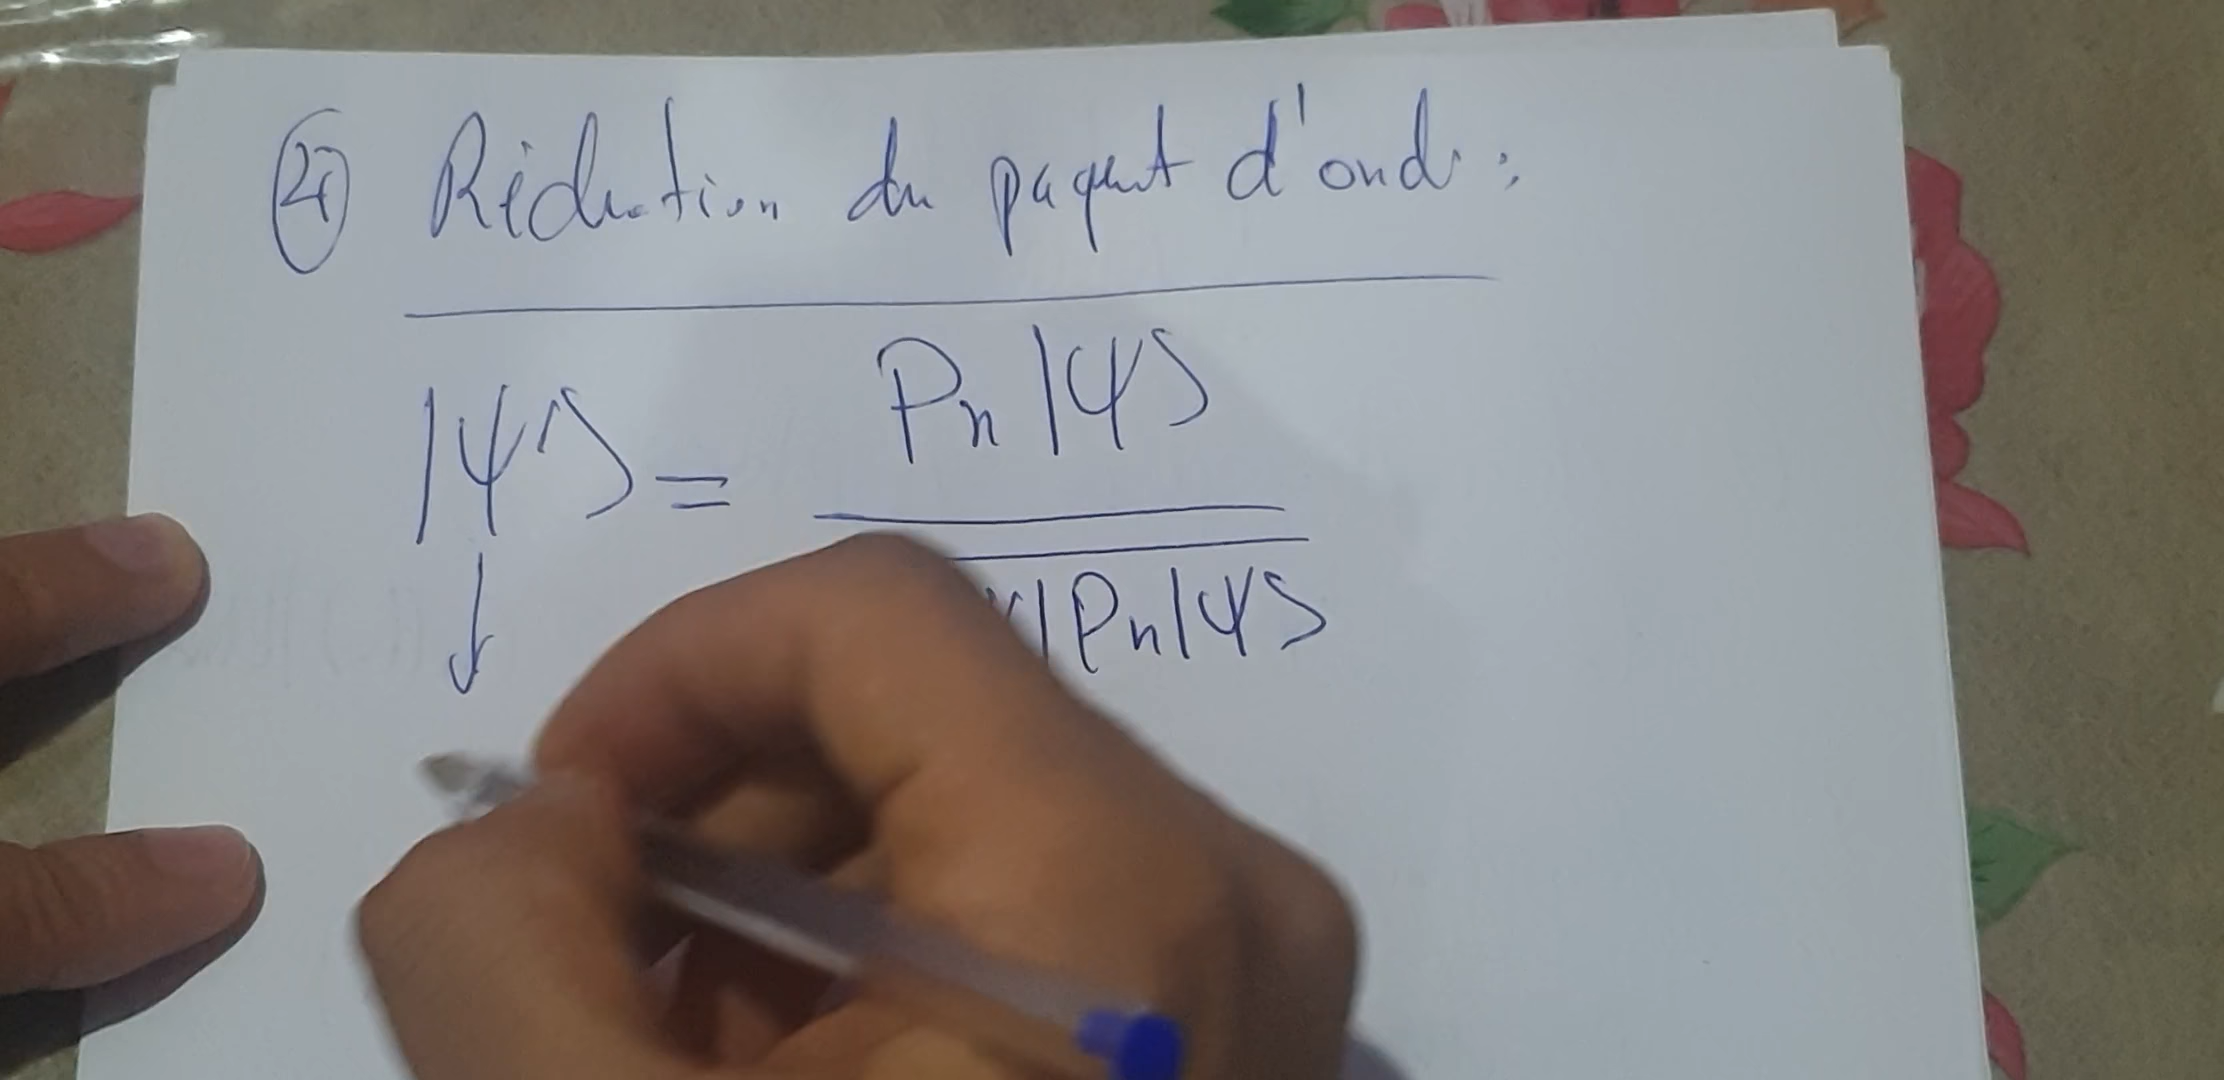 ④ Réduction du paquet d'onde :
|ψ'> = Pn |ψ>
|Pn|ψ>